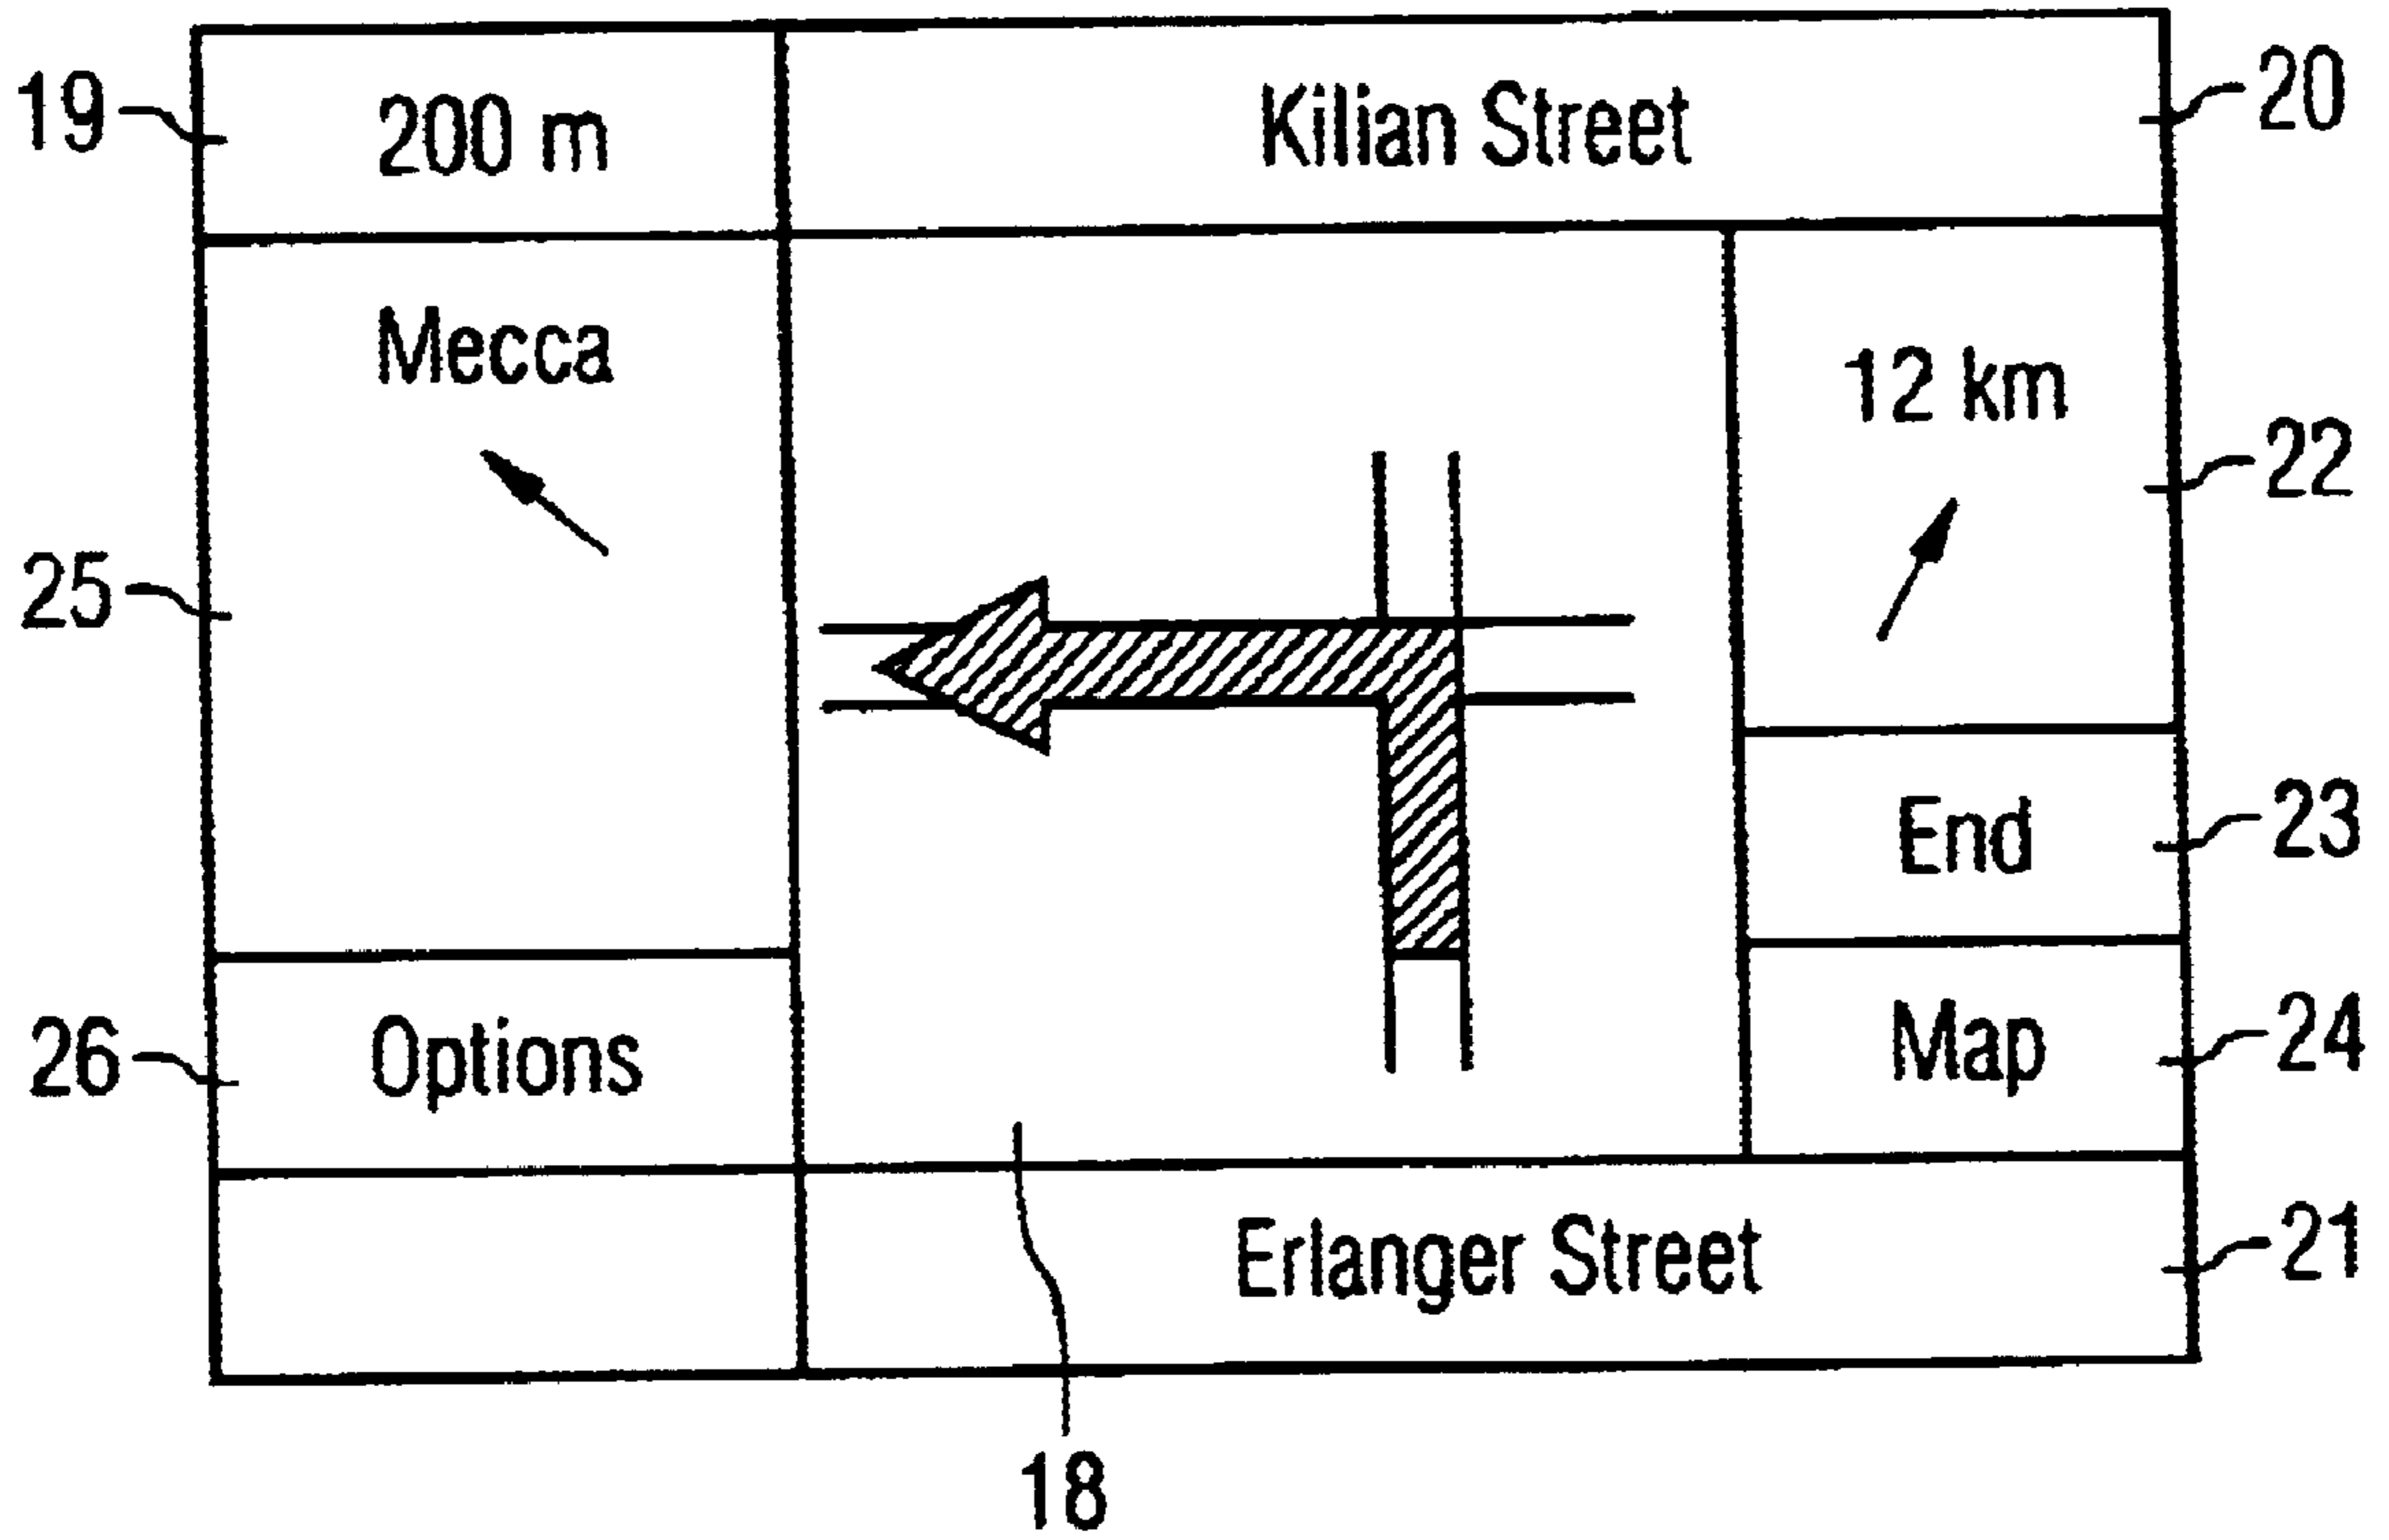 19
200 m
Kilian Street
20
Mecca
12 km
22
25
End
23
26
Options
Map
24
Erlanger Street
21
18